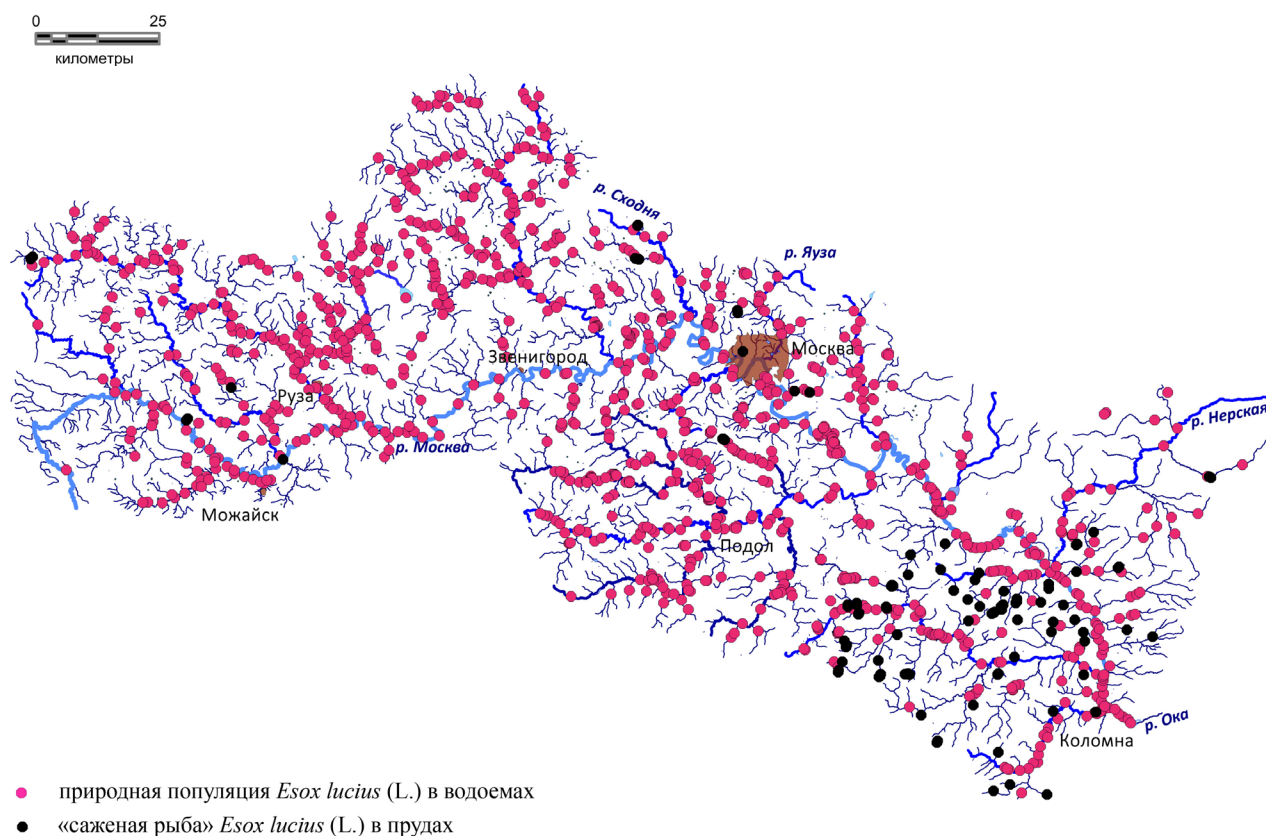 0 25
километры
р. Сходня
р. Яуза
Звенигород
Москва
Руза
р. Нерская
р. Москва
Можайск
Подол
р. Ока
Коломна
природная популяция Esox lucius (L.) в водоемах
«саженая рыба» Esox lucius (L.) в прудах